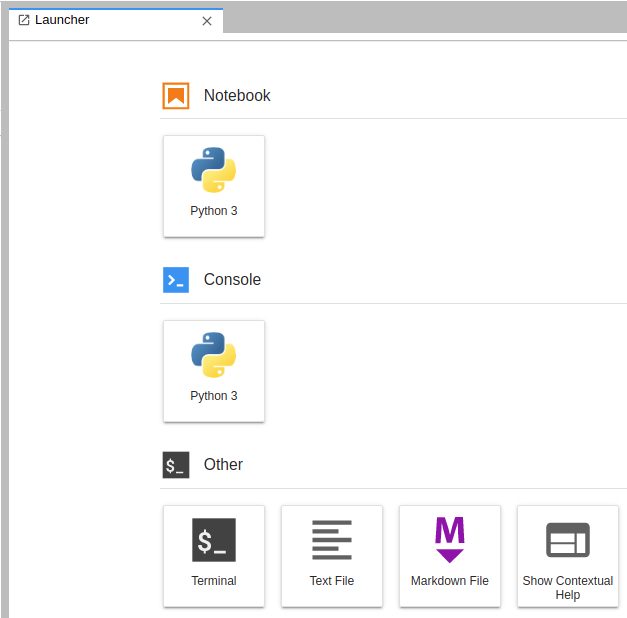 Launcher
Notebook
Python 3
Console
Python 3
$_ Other
$_
Terminal
Text File
M
Markdown File
Show Contextual
Help